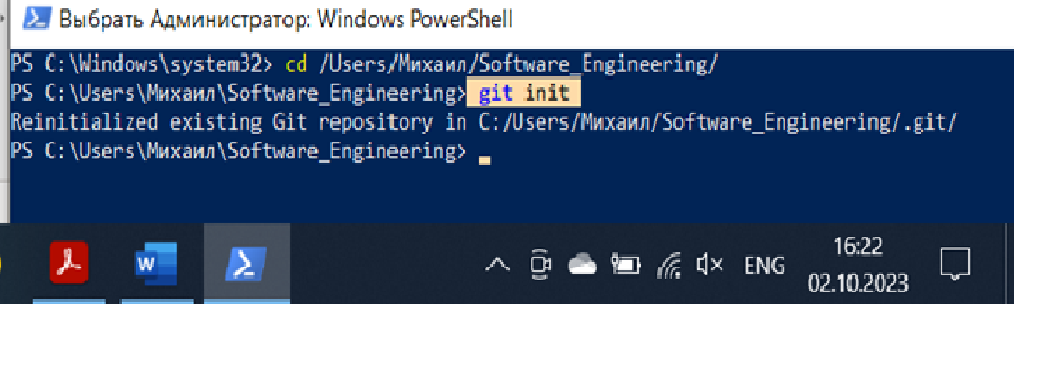 Выбрать Администратор: Windows PowerShell
PS C:\Windows\system32> cd /Users/Михаил/Software_Engineering/
PS C:\Users\Михаил\Software_Engineering> git init
Reinitialized existing Git repository in C:/Users/Михаил/Software_Engineering/.git/
PS C:\Users\Михаил\Software_Engineering>
W
ENG
16:22
02.10.2023